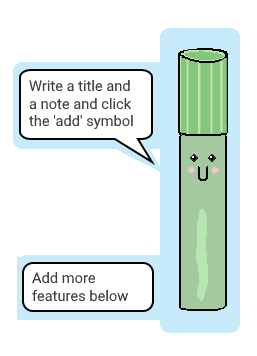 Write a title and
a note and click
the 'add' symbol
Add more
features below